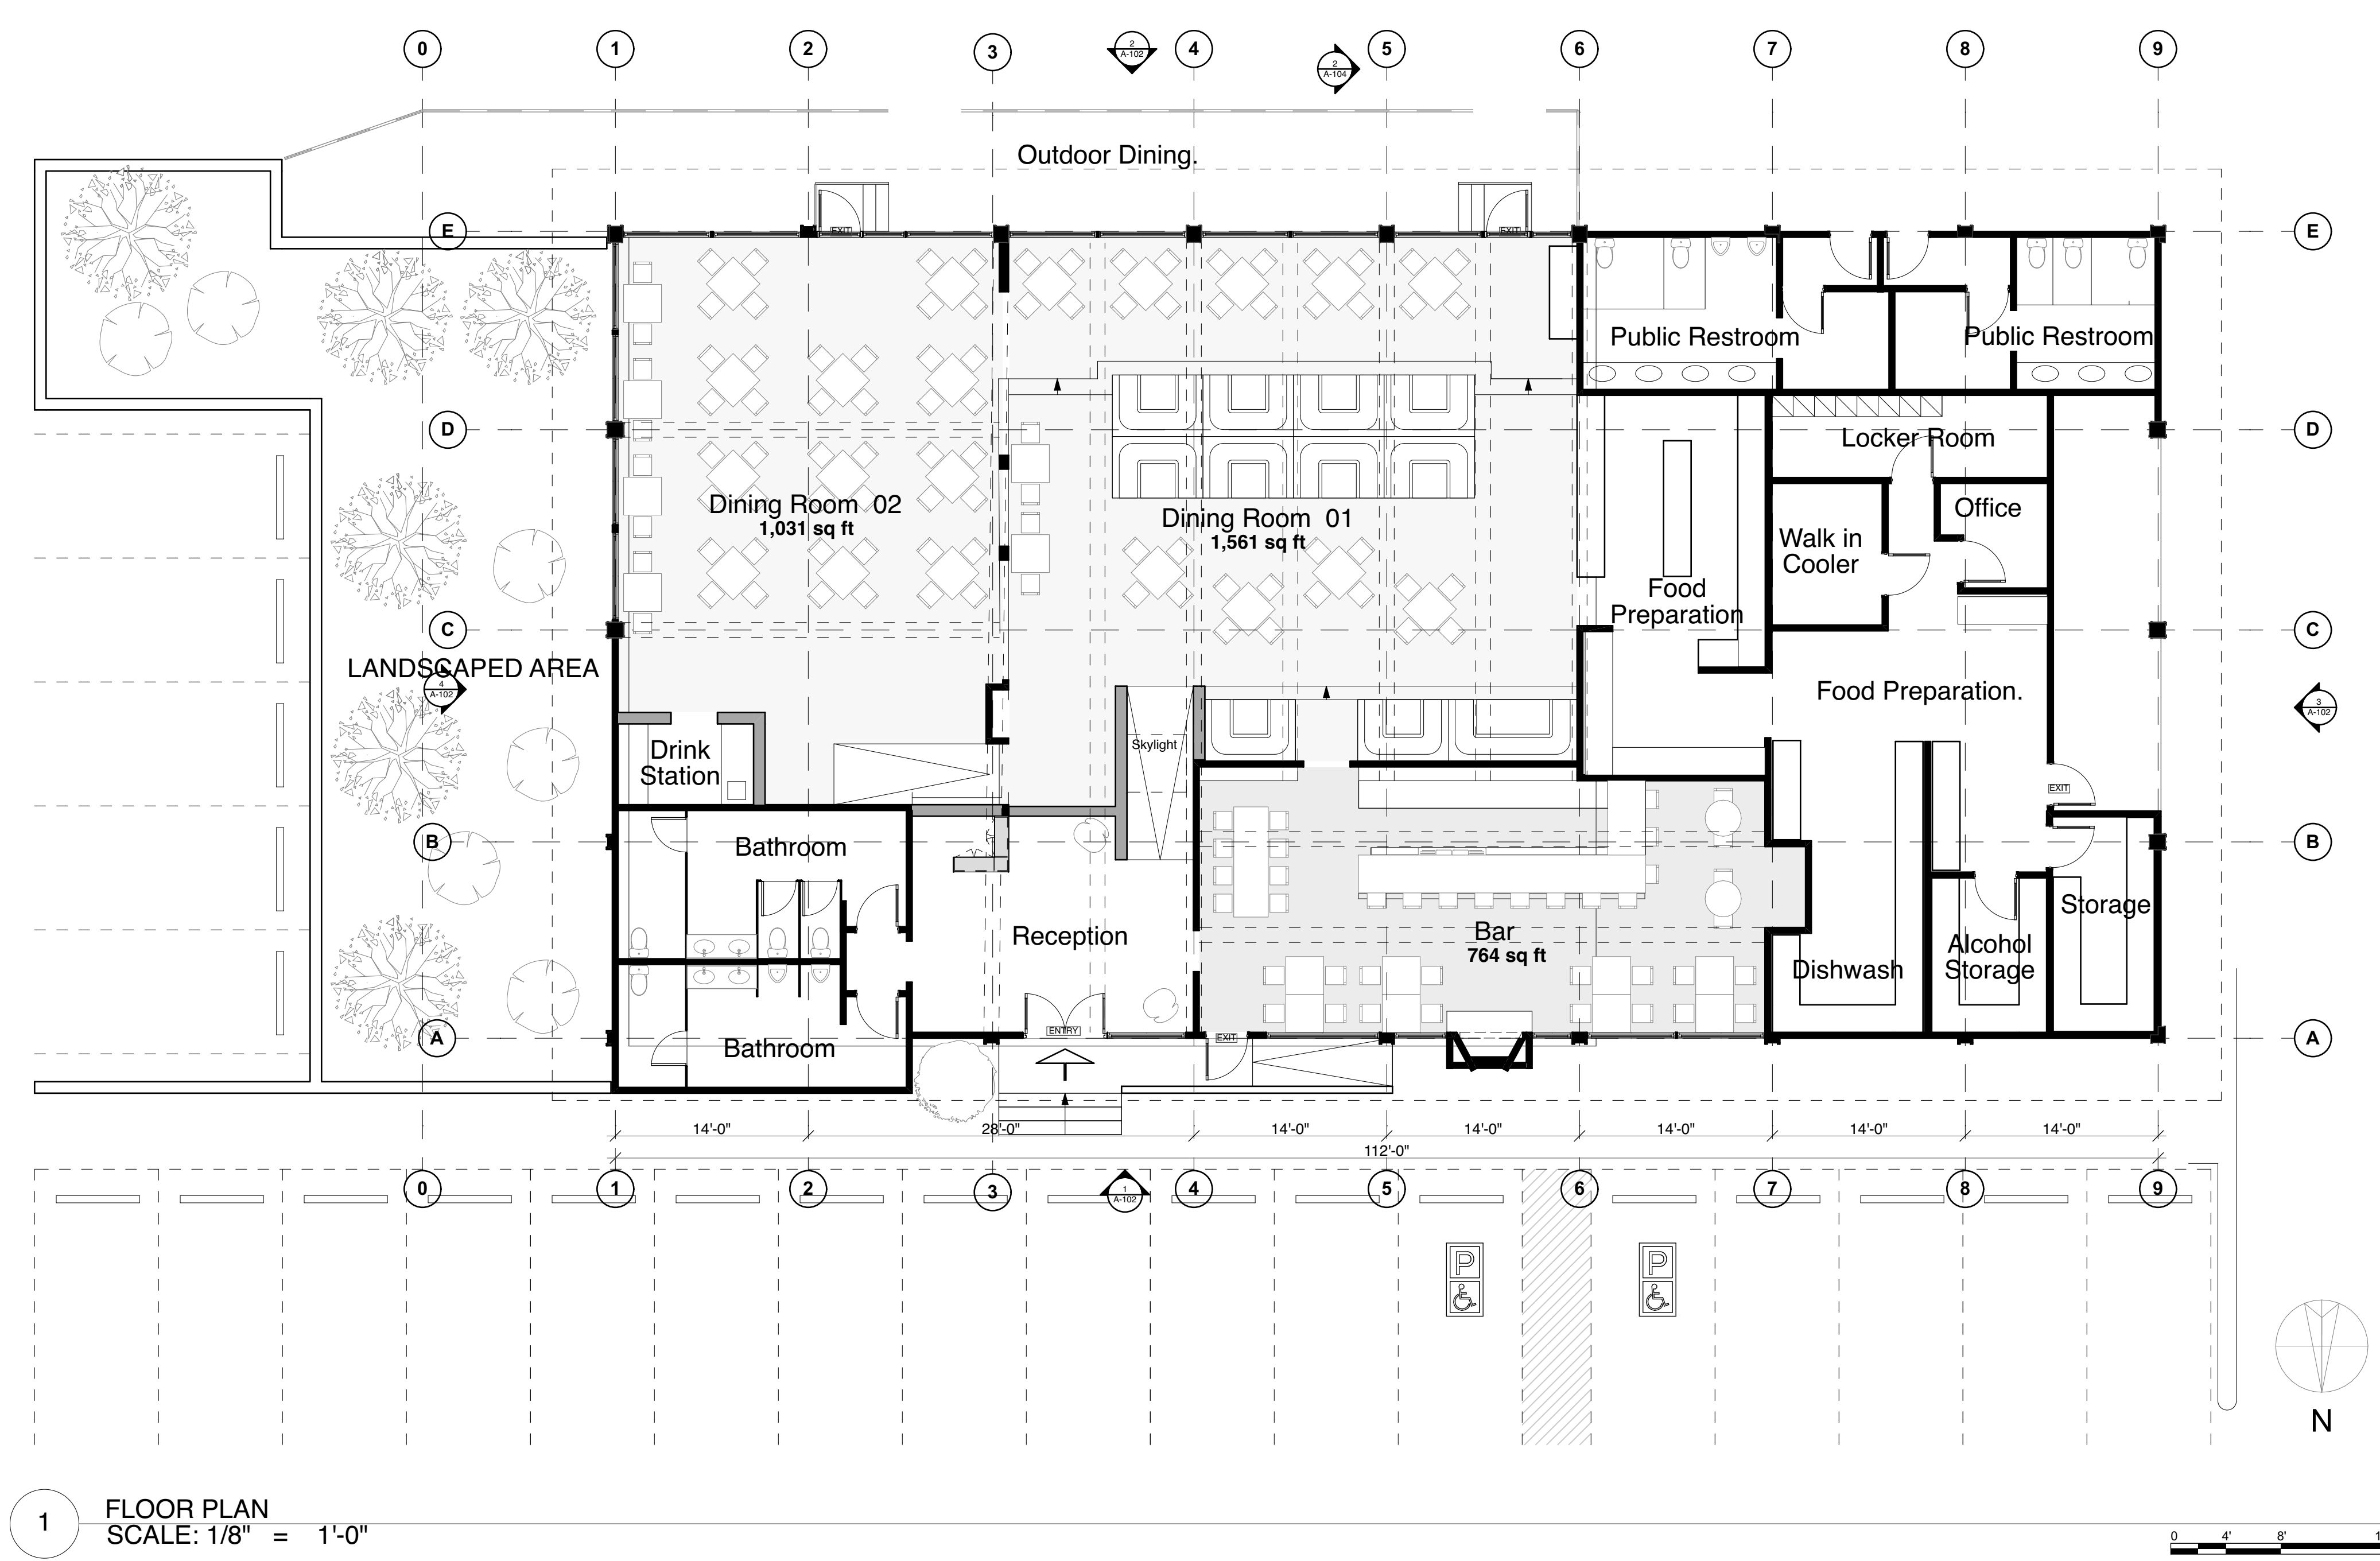 0 1 2 3 4 5 6 7 8 9
2
A-102
2
A-104
Outdoor Dining.
E E
EXIT EXIT
Public Restroom Public Restroom
D D
Locker Room
Dining Room 02
1,031 sq ft
Dining Room 01
1,561 sq ft
Office
Walk in
Cooler
Food
Preparation
C C
LANDSCAPED AREA
4
A-102
Food Preparation.
3
A-102
Drink
Station
Skylight
EXIT
B B
Bathroom
Storage
Reception
Bar
764 sq ft
Alcohol
Storage
Dishwash
ENTRY
EXIT
A A
Bathroom
14'-0" 28'-0" 14'-0" 14'-0" 14'-0" 14'-0" 14'-0"
112'-0"
0 1 2 3 4 5 6 7 8 9
1
A-102
P P
N
1
FLOOR PLAN
SCALE: 1/8" = 1'-0"
0 4' 8' 1